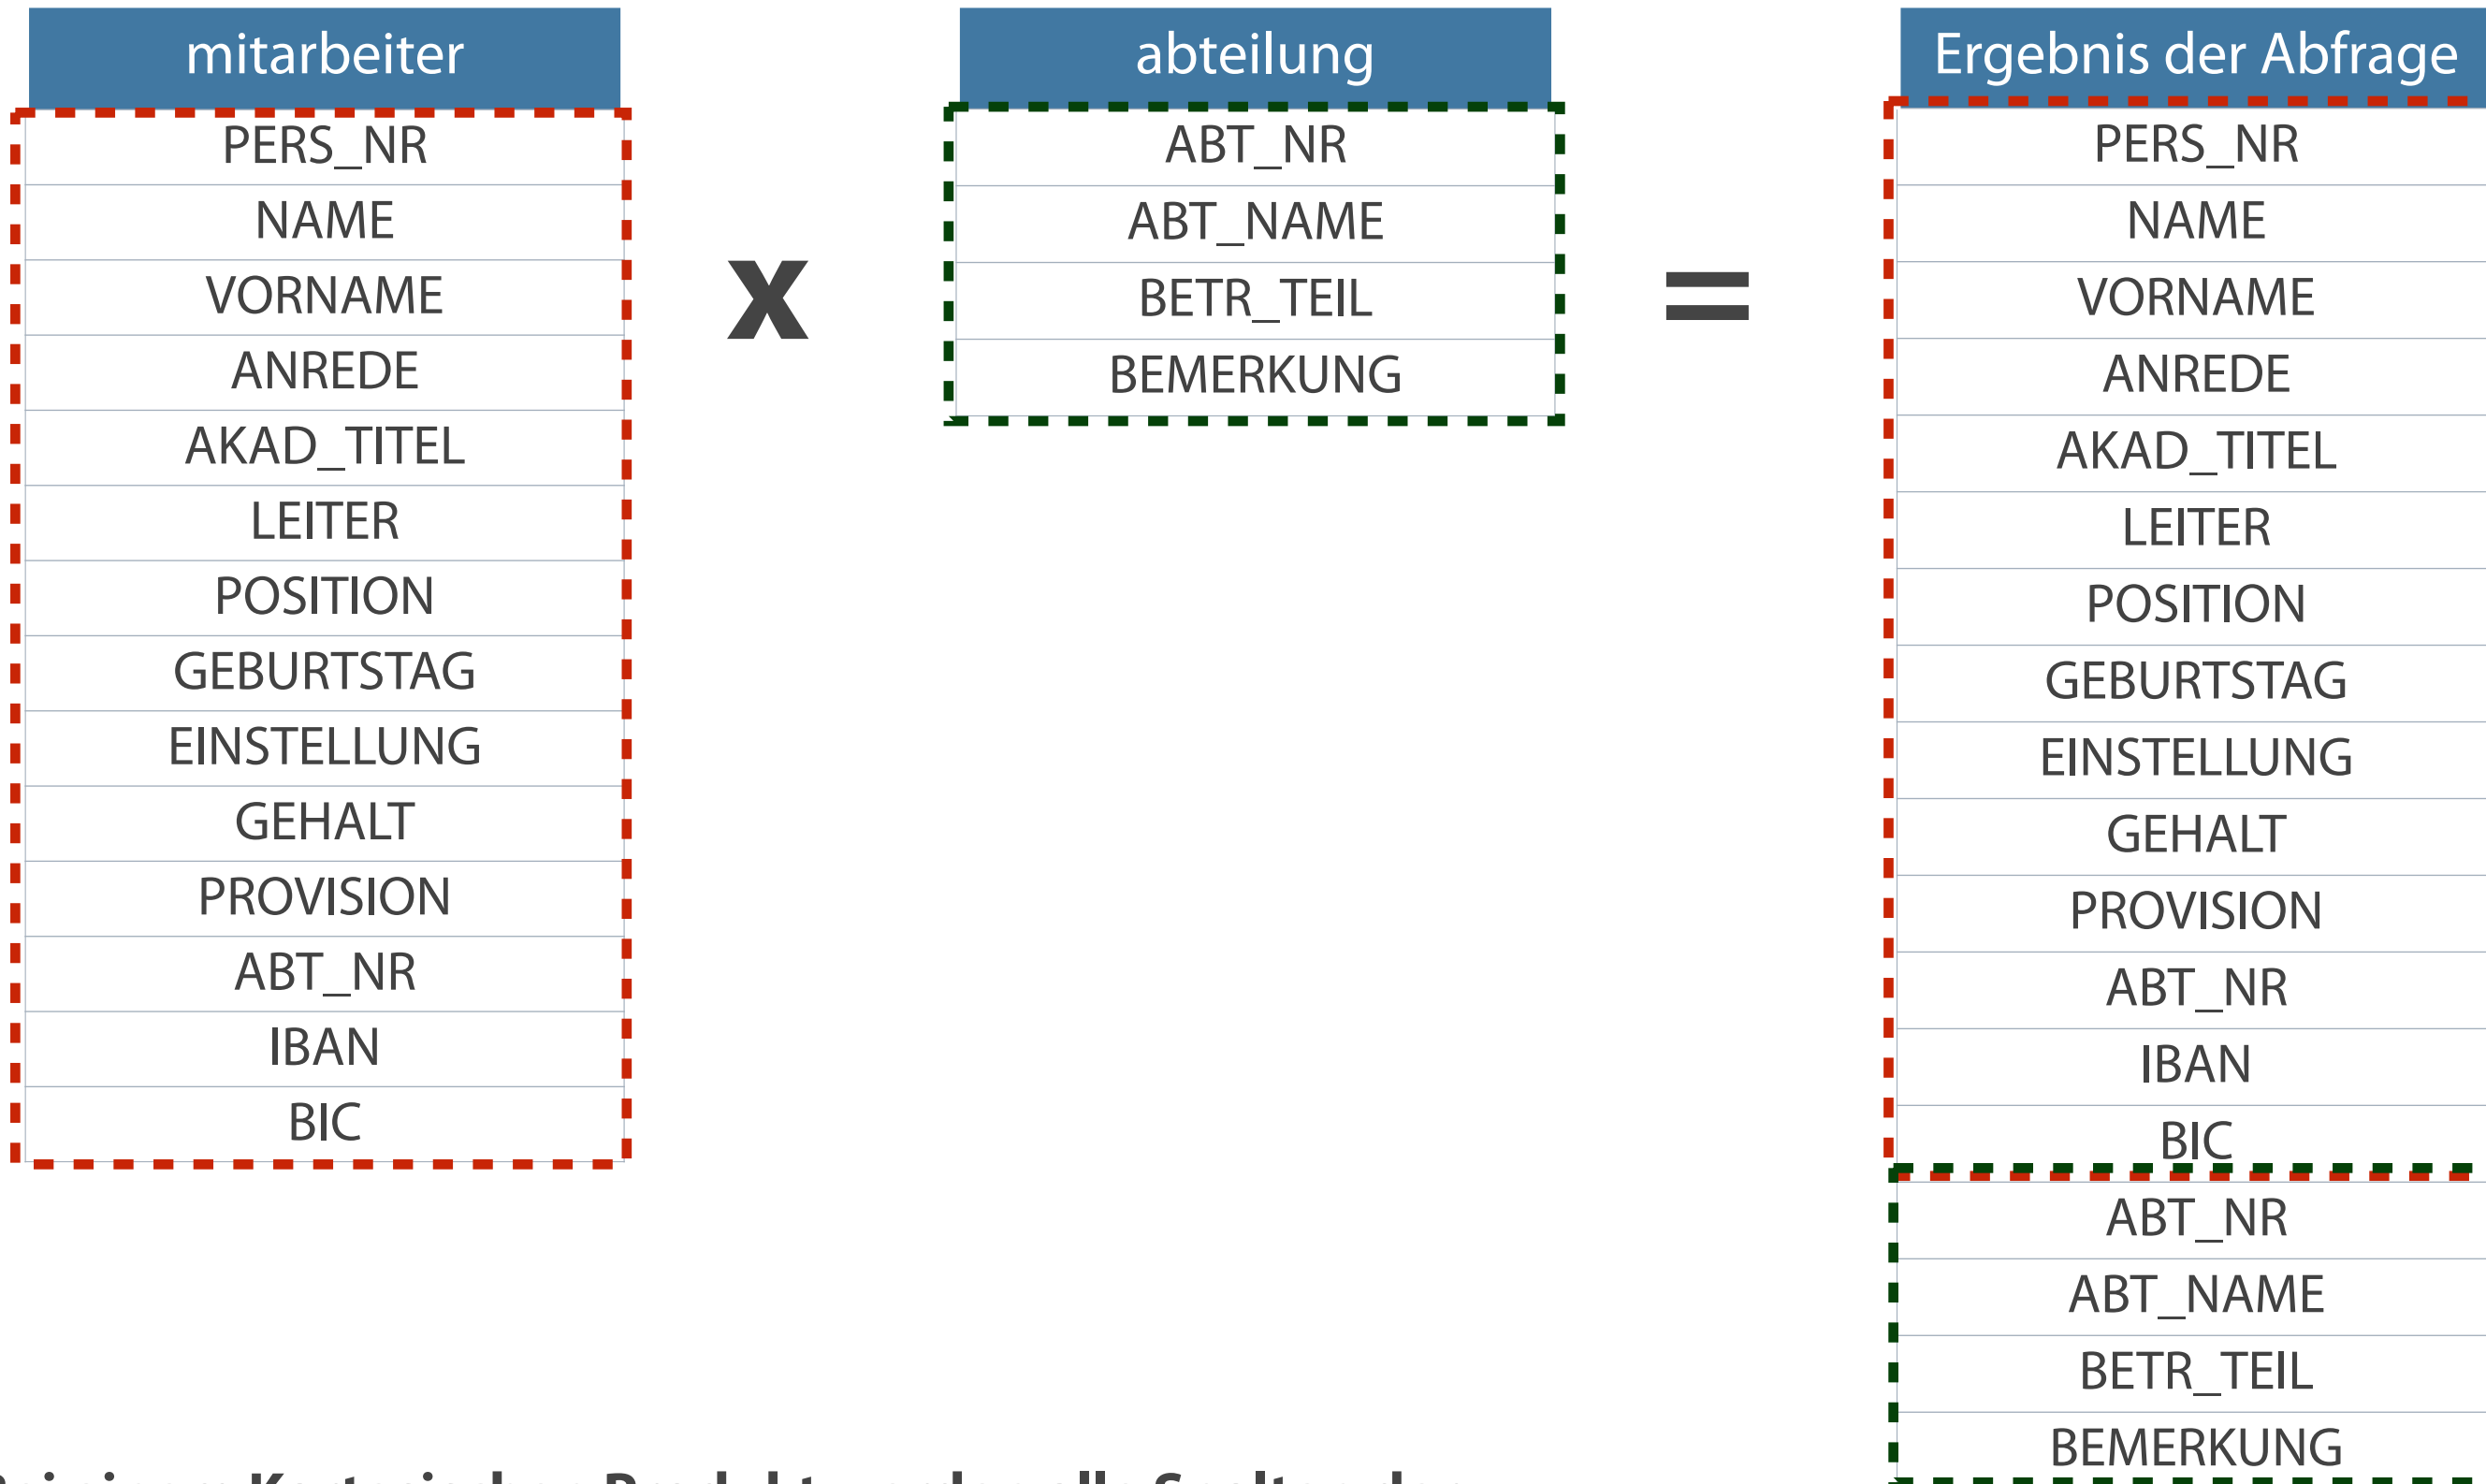 mitarbeiter
PERS_NR
NAME
VORNAME
ANREDE
AKAD_TITEL
LEITER
POSITION
GEBURTSTAG
EINSTELLUNG
GEHALT
PROVISION
ABT_NR
IBAN
BIC
x
abteilung
ABT_NR
ABT_NAME
BETR_TEIL
BEMERKUNG
=
Ergebnis der Abfrage
PERS_NR
NAME
VORNAME
ANREDE
AKAD_TITEL
LEITER
POSITION
GEBURTSTAG
EINSTELLUNG
GEHALT
PROVISION
ABT_NR
IBAN
BIC
ABT_NR
ABT_NAME
BETR_TEIL
BEMERKUNG